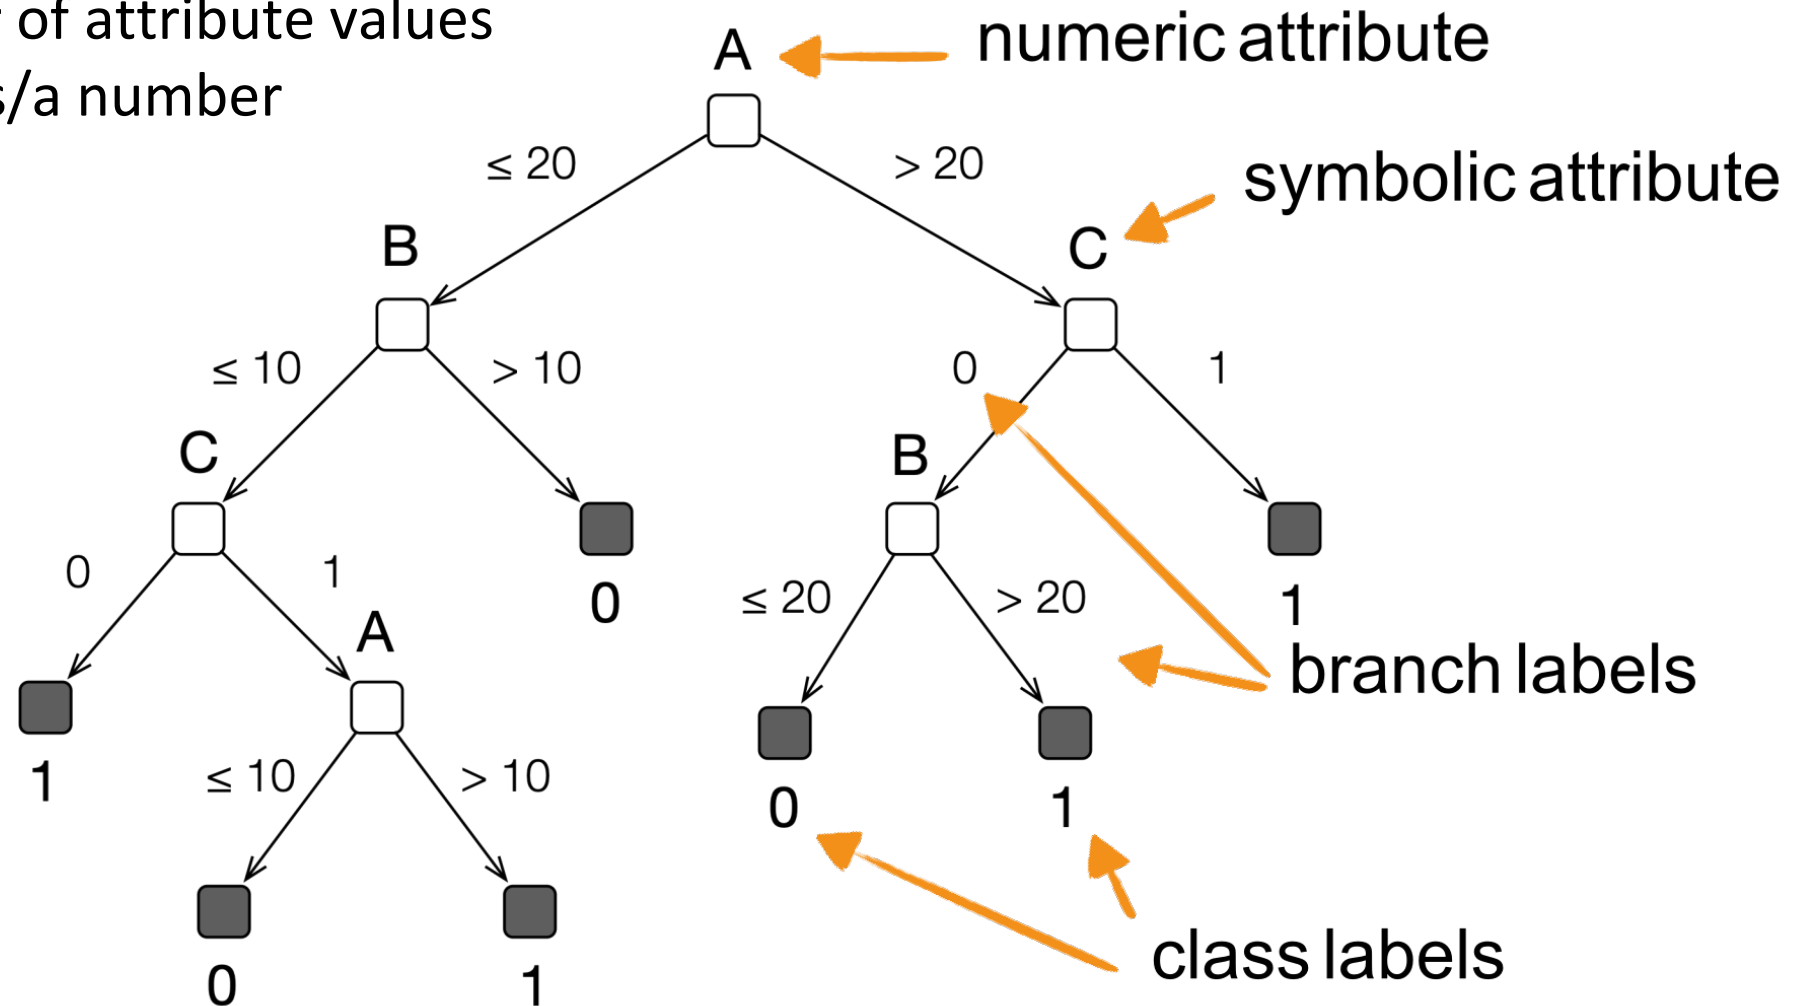 of attribute values
/a number
A
numeric attribute
≤ 20
> 20
symbolic attribute
B
C
≤ 10
> 10
0
1
C
B
0
1
0
≤ 20
> 20
1
A
branch labels
1
≤ 10
> 10
0
1
0
1
class labels